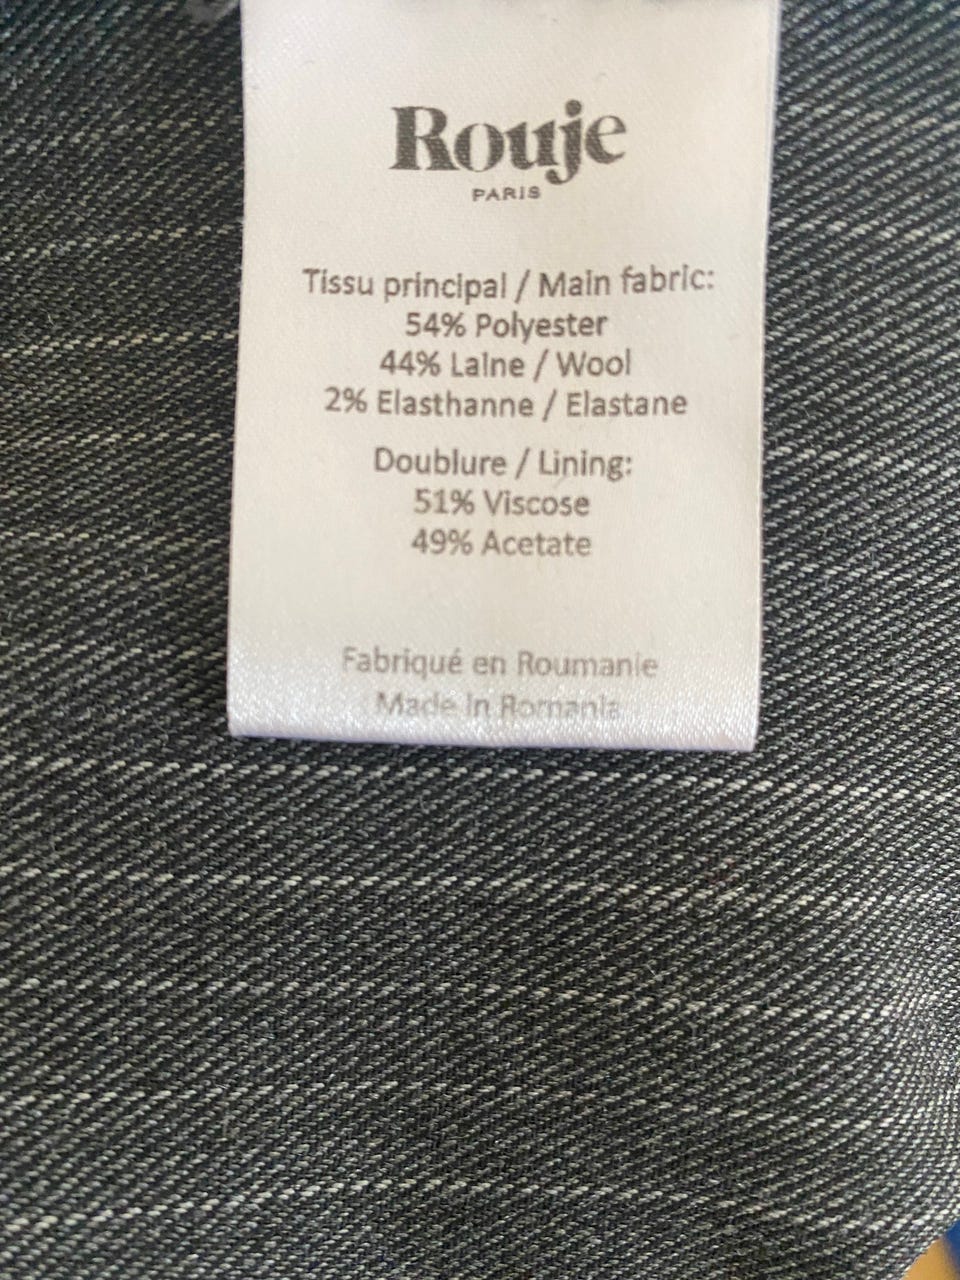 Rouje
PARIS
Tissu principal / Main fabric:
54% Polyester
44% Laine / Wool
2% Elasthanne / Elastane
Doublure / Lining:
51% Viscose
49% Acetate
Fabriqué en Roumanie
Made in Romania